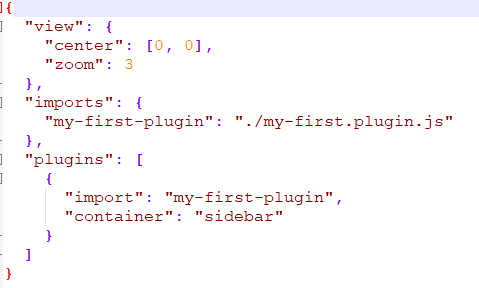 {
  "view": {
    "center": [0, 0],
    "zoom": 3
  },
  "imports": {
    "my-first-plugin": "./my-first.plugin.js"
  },
  "plugins": [
    {
      "import": "my-first-plugin",
      "container": "sidebar"
    }
  ]
}